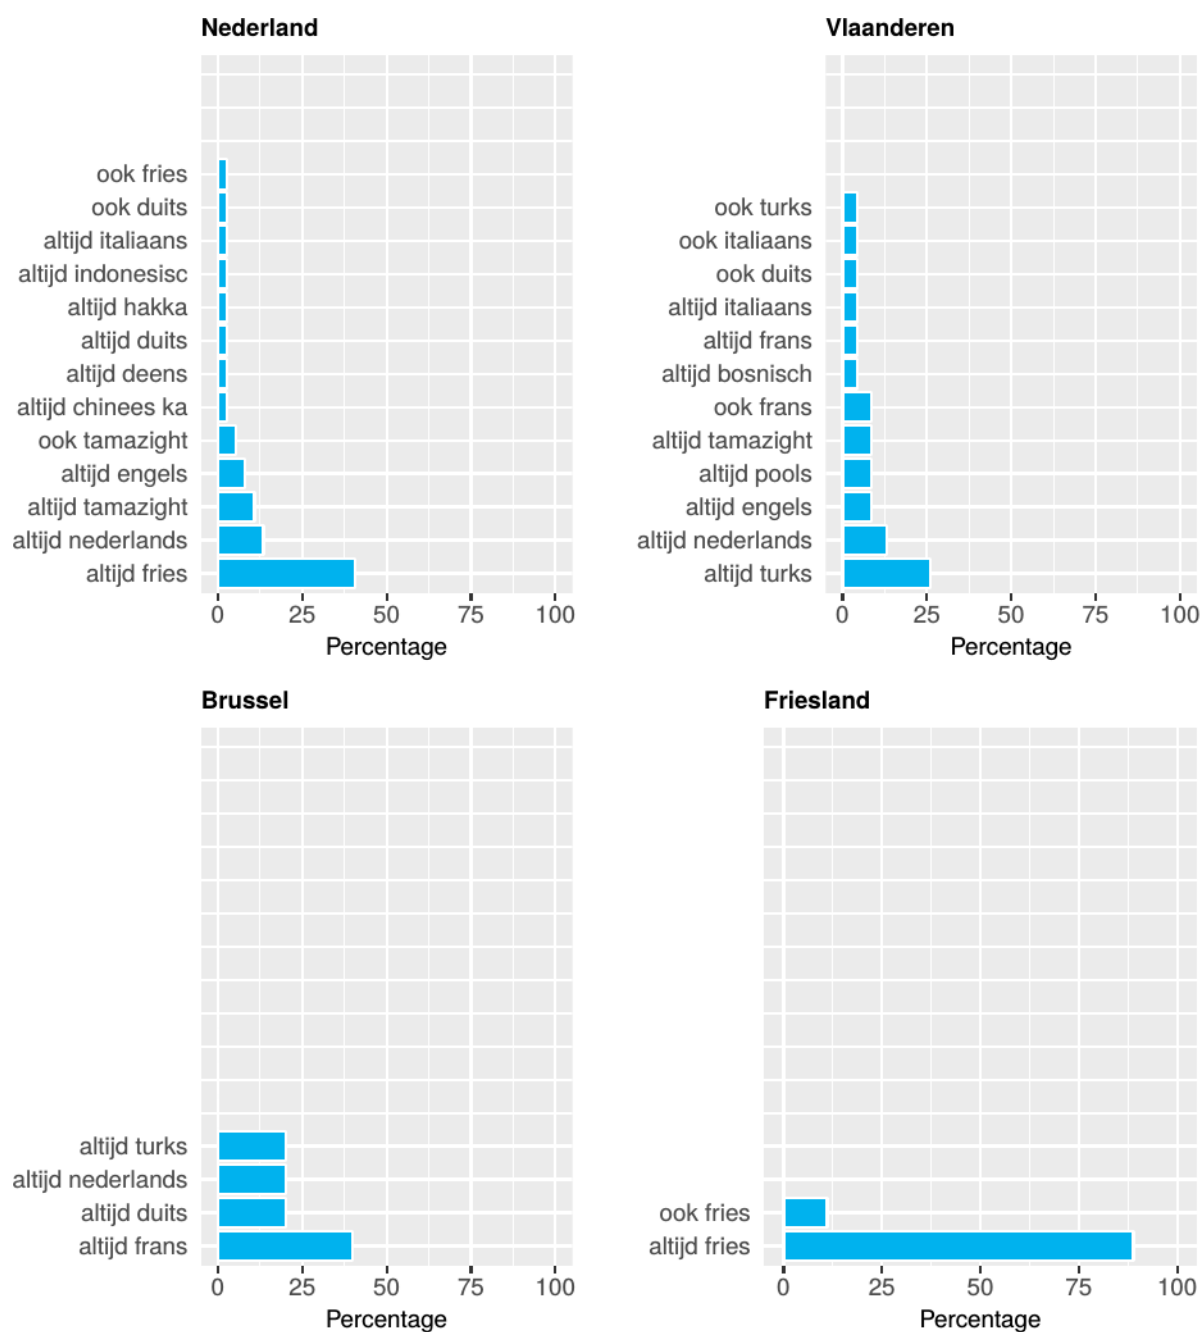 Nederland
ook fries
ook duits
altijd italiaans
altijd indonesisc
altijd hakka
altijd duits
altijd deens
altijd chinees ka
ook tamazight
altijd engels
altijd tamazight
altijd nederlands
altijd fries
0 25 50 75 100
Percentage
Vlaanderen
ook turks
ook italiaans
ook duits
altijd italiaans
altijd frans
altijd bosnisch
ook frans
altijd tamazight
altijd pools
altijd engels
altijd nederlands
altijd turks
0 25 50 75 100
Percentage
Brussel
altijd turks
altijd nederlands
altijd duits
altijd frans
0 25 50 75 100
Percentage
Friesland
ook fries
altijd fries
0 25 50 75 100
Percentage